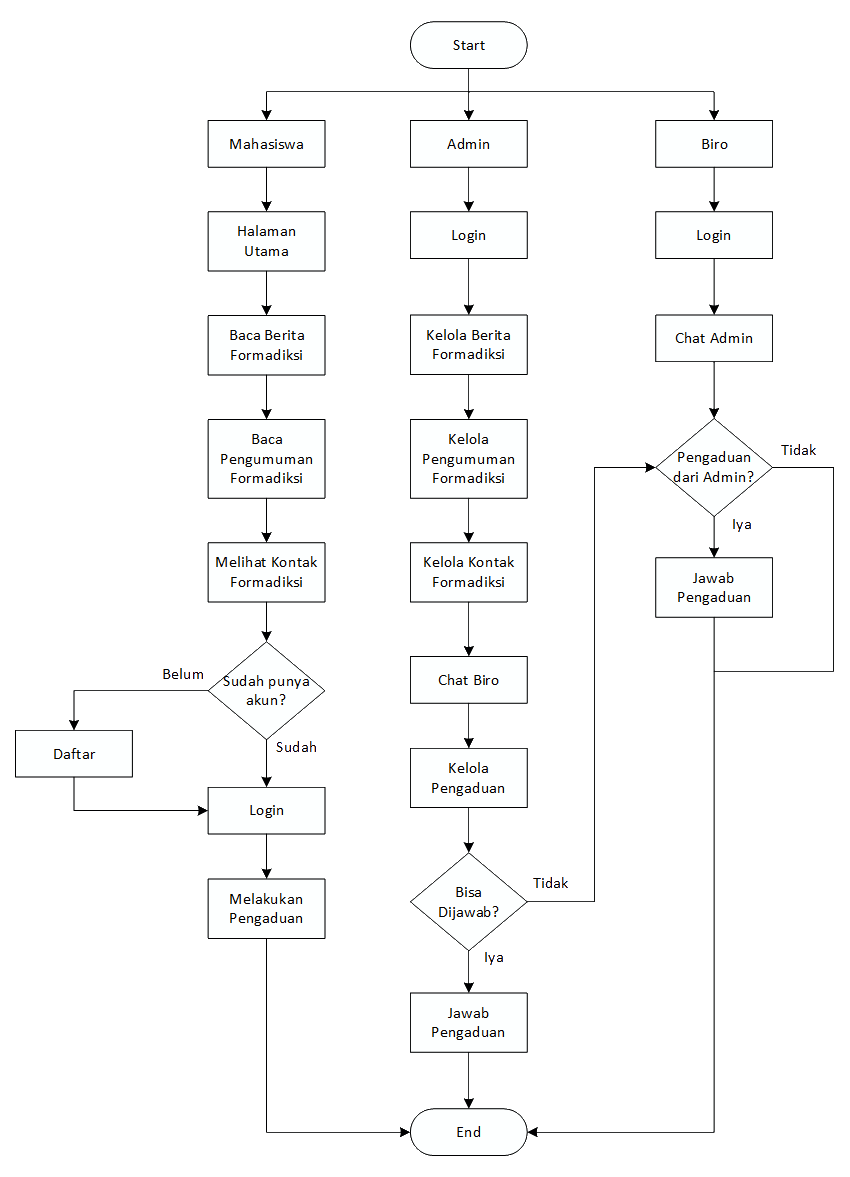 Start
Mahasiswa
Admin
Biro
Halaman
Utama
Login
Login
Baca Berita
Formadiksi
Kelola Berita
Formadiksi
Chat Admin
Baca
Pengumuman
Formadiksi
Kelola
Pengumuman
Formadiksi
Pengaduan
dari Admin?
Tidak
Iya
Melihat Kontak
Formadiksi
Kelola Kontak
Formadiksi
Jawab
Pengaduan
Belum
Sudah punya
akun?
Sudah
Chat Biro
Daftar
Kelola
Pengaduan
Login
Melakukan
Pengaduan
Bisa
Dijawab?
Tidak
Iya
Jawab
Pengaduan
End